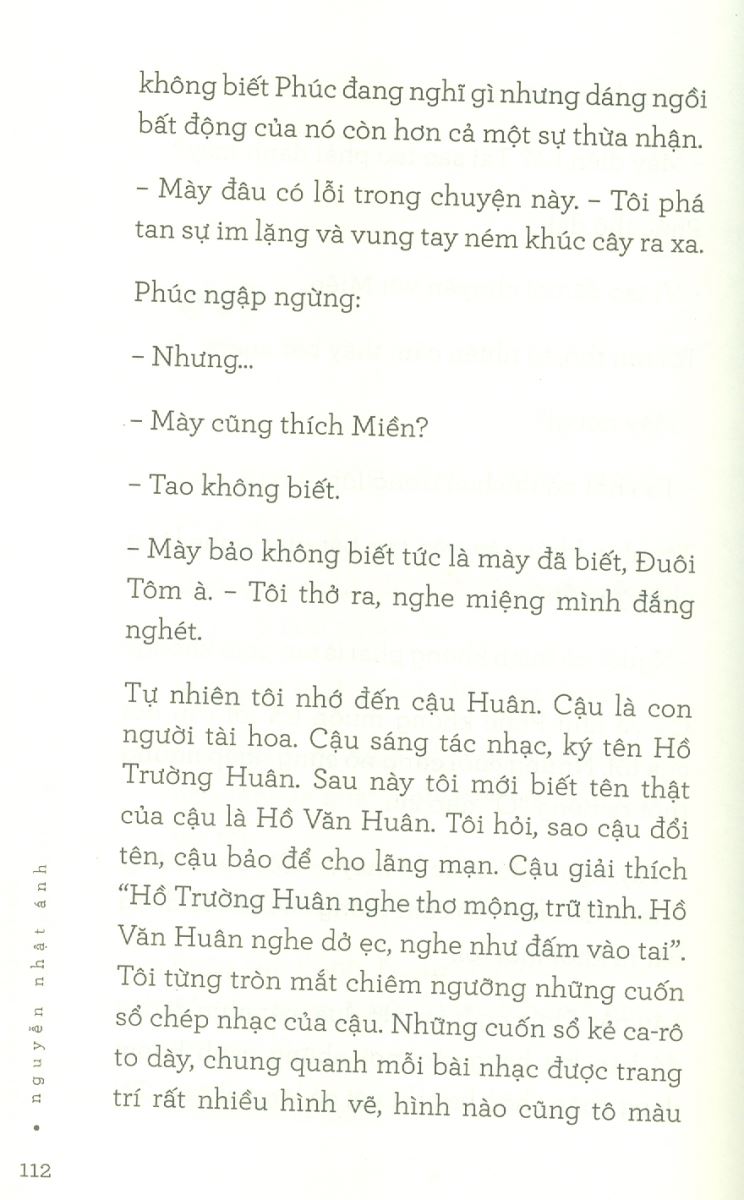 không biết Phúc đang nghĩ gì nhưng dáng ngồi
bất động của nó còn hơn cả một sự thừa nhận.
– Mày đâu có lỗi trong chuyện này. – Tôi phá
tan sự im lặng và vung tay ném khúc cây ra xa.
Phúc ngập ngừng:
– Nhưng...
– Mày cũng thích Miền?
– Tao không biết.
– Mày bảo không biết tức là mày đã biết, Đuôi
Tôm à. – Tôi thở ra, nghe miệng mình đắng
nghét.
Tự nhiên tôi nhớ đến cậu Huân. Cậu là con
người tài hoa. Cậu sáng tác nhạc, ký tên Hồ
Trường Huân. Sau này tôi mới biết tên thật
của cậu là Hồ Văn Huân. Tôi hỏi, sao cậu đổi
tên, cậu bảo để cho lãng mạn. Cậu giải thích
“Hồ Trường Huân nghe thơ mộng, trữ tình. Hồ
Văn Huân nghe dở ẹc, nghe như đấm vào tai”.
Tôi từng tròn mắt chiêm ngưỡng những cuốn
sổ chép nhạc của cậu. Những cuốn sổ kẻ ca-rô
to dày, chung quanh mỗi bài nhạc được trang
trí rất nhiều hình vẽ, hình nào cũng tô màu
• nguyễn nhật ánh
112